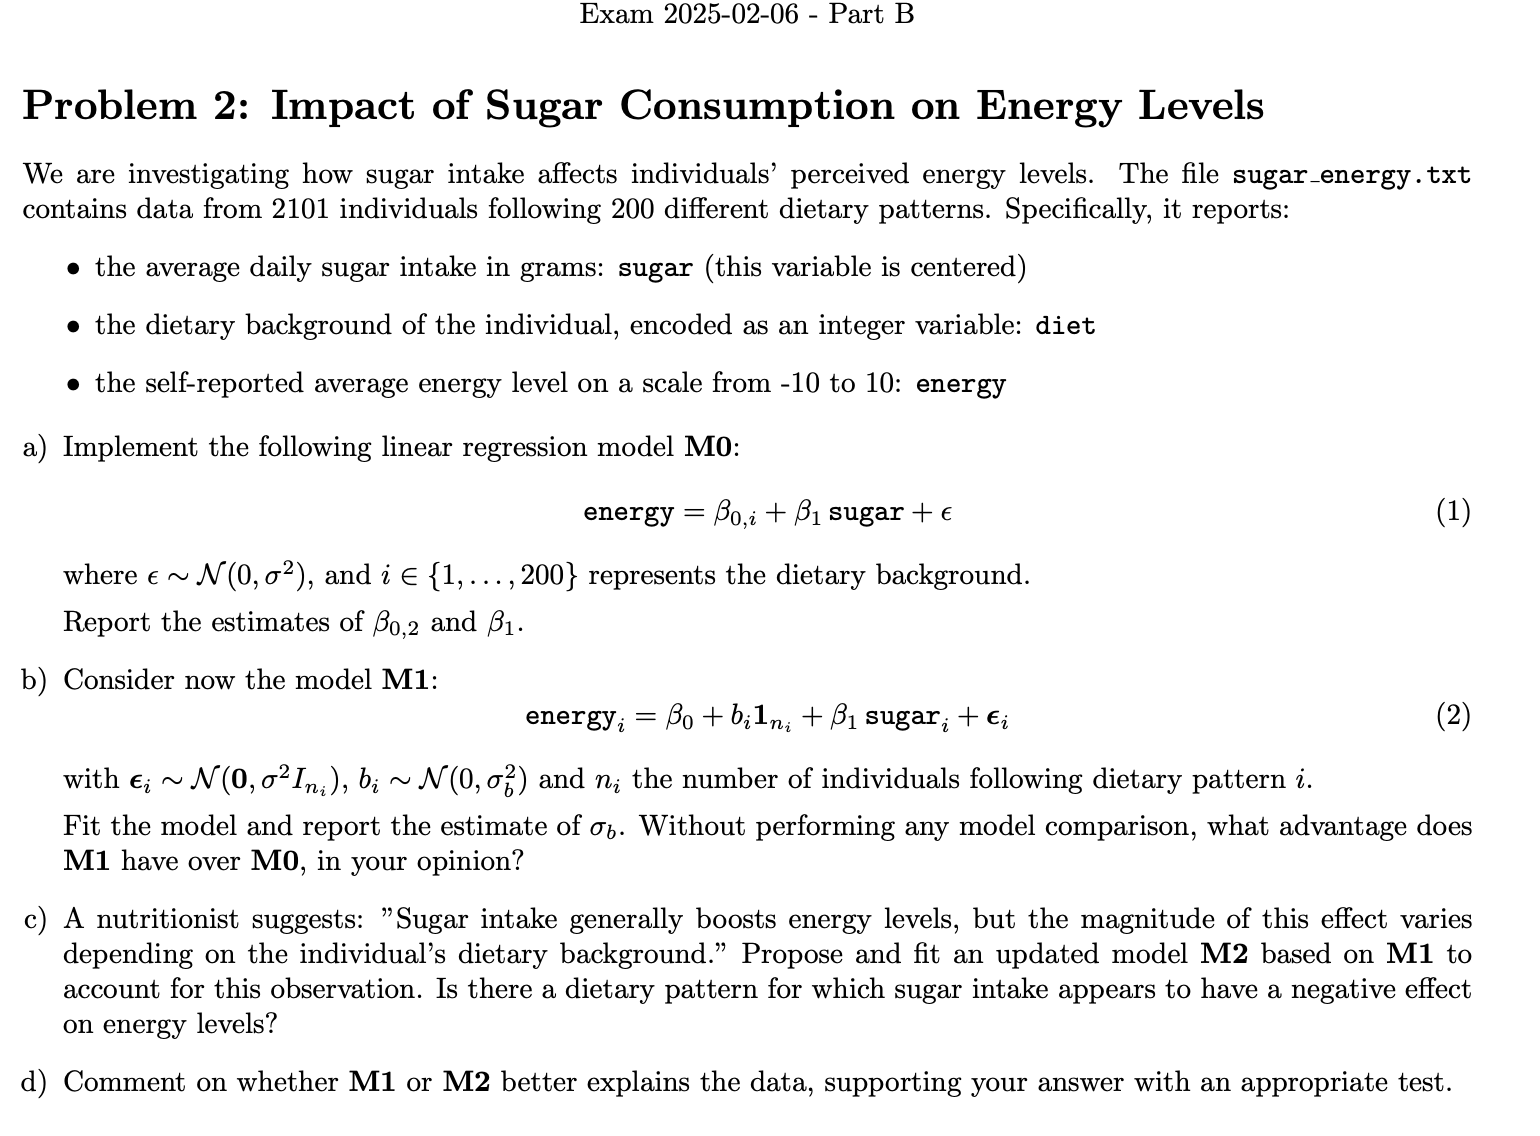 Exam 2025-02-06 - Part B
Problem 2: Impact of Sugar Consumption on Energy Levels
We are investigating how sugar intake affects individuals' perceived energy levels. The file sugar_energy.txt
contains data from 2101 individuals following 200 different dietary patterns. Specifically, it reports:
• the average daily sugar intake in grams: sugar (this variable is centered)
• the dietary background of the individual, encoded as an integer variable: diet
• the self-reported average energy level on a scale from -10 to 10: energy
a) Implement the following linear regression model M0:
energy = β₀,ᵢ + β₁ sugar + ϵ (1)
where ϵ ∼ 𝒩(0, σ²), and i ∈ {1, . . . , 200} represents the dietary background.
Report the estimates of β₀,₂ and β₁.
b) Consider now the model M1:
energyᵢ = β₀ + bᵢ1ₙᵢ + β₁ sugarᵢ + ϵᵢ (2)
with ϵᵢ ∼ 𝒩(0, σ²Iₙᵢ), bᵢ ∼ 𝒩(0, σ_b²) and nᵢ the number of individuals following dietary pattern i.
Fit the model and report the estimate of σ_b. Without performing any model comparison, what advantage does
M1 have over M0, in your opinion?
c) A nutritionist suggests: "Sugar intake generally boosts energy levels, but the magnitude of this effect varies
depending on the individual's dietary background." Propose and fit an updated model M2 based on M1 to
account for this observation. Is there a dietary pattern for which sugar intake appears to have a negative effect
on energy levels?
d) Comment on whether M1 or M2 better explains the data, supporting your answer with an appropriate test.